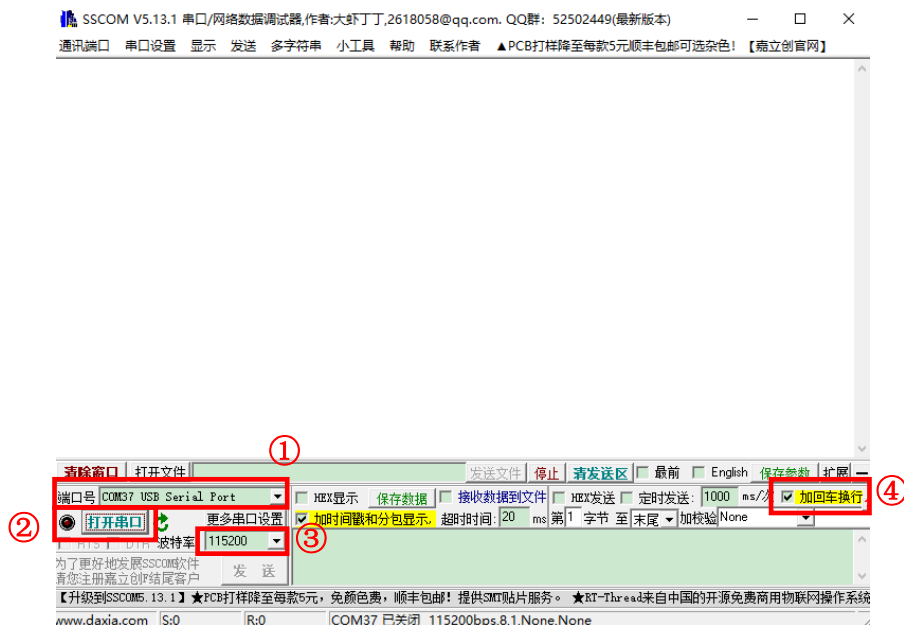 SSCOM V5.13.1 串口/网络数据调试器,作者:大虾丁丁,2618058@qq.com. QQ群: 52502449(最新版本)
通讯端口 串口设置 显示 发送 多字符串 小工具 帮助 联系作者 ▲PCB打样降至每款5元顺丰包邮可选杂色!【嘉立创官网】
①
清除窗口 打开文件 发送文件 停止 清发送区 最前 English 保存参数 扩展 —
端口号 COM37 USB Serial Port HEX显示 保存数据 接收数据到文件 HEX发送 定时发送: 1000 ms/次 加回车换行 ④
② 打开串口 更多串口设置 加时间戳和分包显示, 超时时间: 20 ms 第1 字节 至 末尾 加校验 None
RTS DTR 波特率 115200 ③
为了更好地发展SSCOM软件
请您注册嘉立创F结尾客户
发 送
【升级到SSCOM5.13.1】★PCB打样降至每款5元,免颜色费,顺丰包邮!提供SMT贴片服务。 ★RT-Thread来自中国的开源免费商用物联网操作系统
www.daxia.com S:0 R:0 COM37 已关闭 115200bps,8,1,None,None